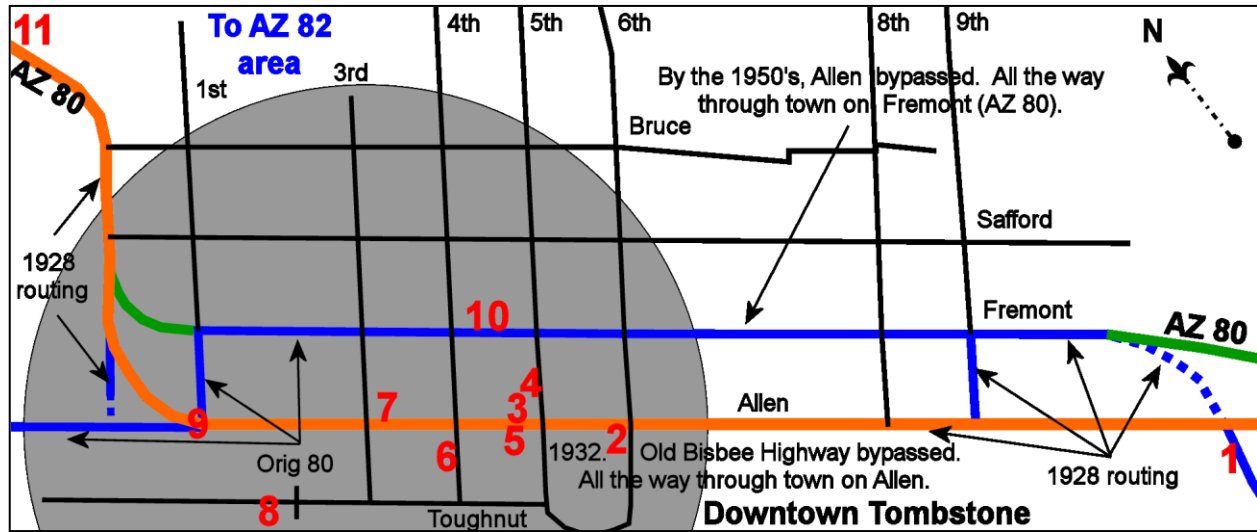 11
AZ 80
To AZ 82
area
1st
3rd
4th
5th
6th
8th
9th
N
By the 1950's, Allen bypassed. All the way
through town on Fremont (AZ 80).
Bruce
Safford
1928
routing
10
Fremont
AZ 80
4
7
3
Allen
9
5
2
6
1932. Old Bisbee Highway bypassed.
All the way through town on Allen.
1
Orig 80
1928 routing
8
Toughnut
Downtown Tombstone